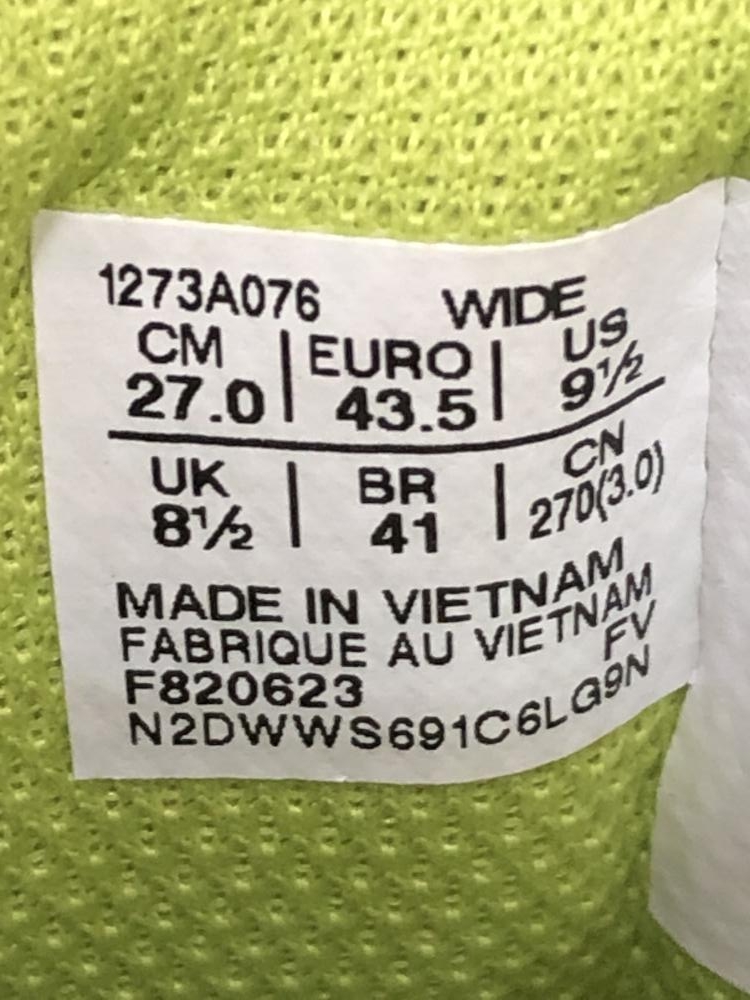 1273A076 WIDE
CM | EURO | US
27.0 | 43.5 | 9½
UK | BR | CN
8½ | 41 | 270(3.0)
MADE IN VIETNAM
FABRIQUE AU VIETNAM
FV
F820623
N2DWWS691C6LG9N